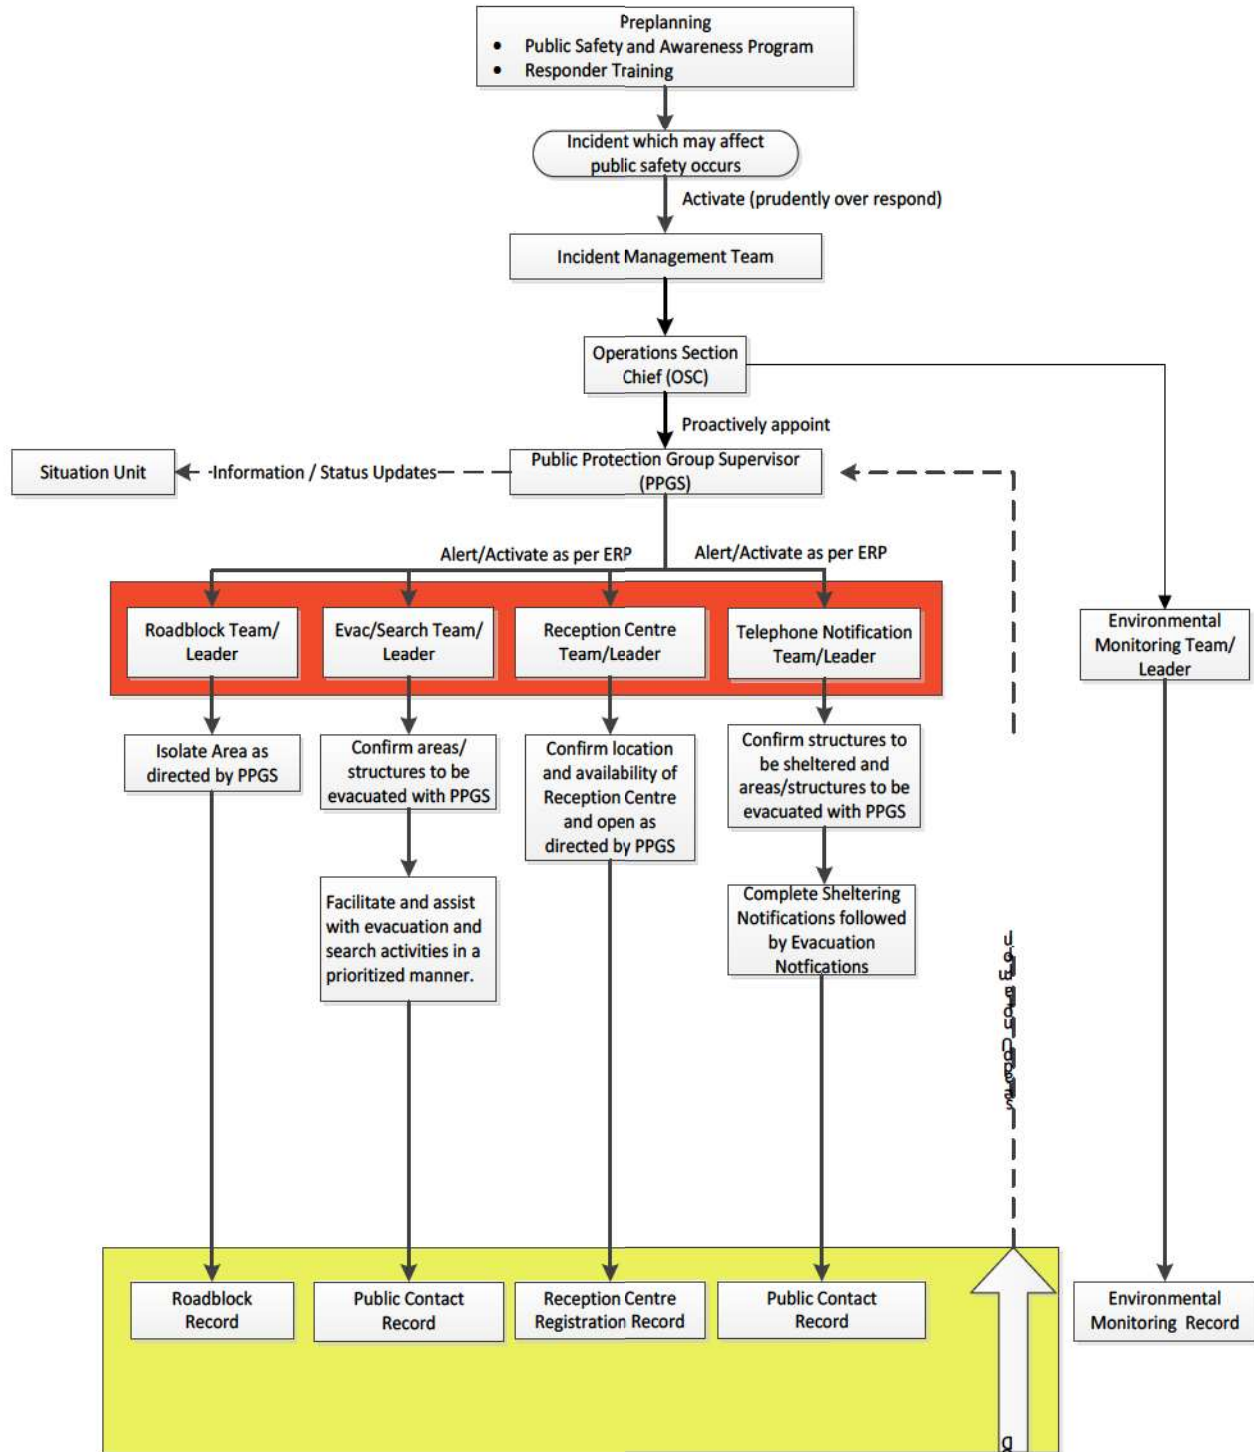 Preplanning
• Public Safety and Awareness Program
• Responder Training
Incident which may affect
public safety occurs
Activate (prudently over respond)
Incident Management Team
Operations Section
Chief (OSC)
Proactively appoint
Situation Unit
Information / Status Updates
Public Protection Group Supervisor
(PPGS)
Alert/Activate as per ERP
Alert/Activate as per ERP
Roadblock Team/
Leader
Evac/Search Team/
Leader
Reception Centre
Team/Leader
Telephone Notification
Team/Leader
Environmental
Monitoring Team/
Leader
Isolate Area as
directed by PPGS
Confirm areas/
structures to be
evacuated with PPGS
Confirm location
and availability of
Reception Centre
and open as
directed by PPGS
Confirm structures to
be sheltered and
areas/structures to be
evacuated with PPGS
Facilitate and assist
with evacuation and
search activities in a
prioritized manner.
Complete Sheltering
Notifications followed
by Evacuation
Notfications
Roadblock
Record
Public Contact
Record
Reception Centre
Registration Record
Public Contact
Record
Environmental
Monitoring Record